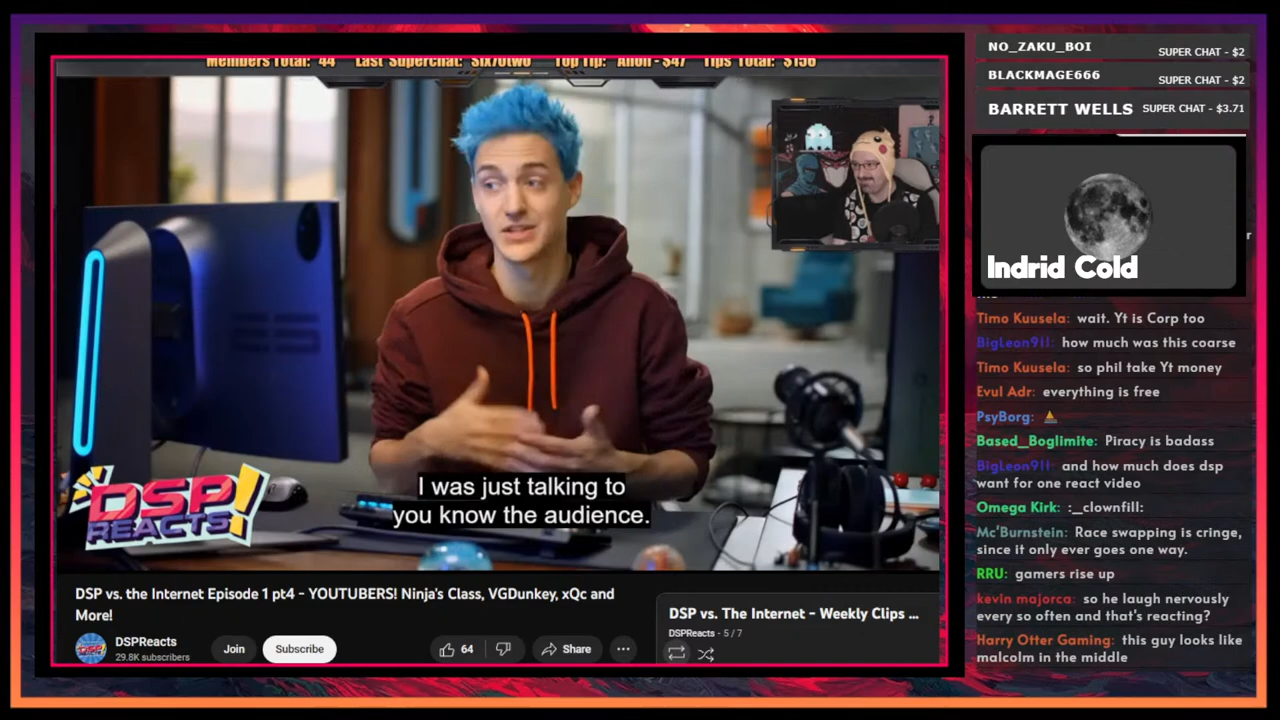 Members Total: 44 Last Superchat: Six7otwo Top Tip: Anon - $47 Tips Total: $156
I was just talking to
you know the audience.
DSP
REACTS!
DSP vs. the Internet Episode 1 pt4 - YOUTUBERS! Ninja's Class, VGDunkey, xQc and
More!
DSPReacts
29.8K subscribers
Join
Subscribe
64
Share
DSP vs. The Internet - Weekly Clips ...
DSPReacts - 5 / 7
NO_ZAKU_BOI SUPER CHAT - $2
BLACKMAGE666 SUPER CHAT - $2
BARRETT WELLS SUPER CHAT - $3.71
Indrid Cold
Timo Kuusela: wait. Yt is Corp too
BigLeon911: how much was this coarse
Timo Kuusela: so phil take Yt money
Evul Adr: everything is free
PsyBorg:
Based_Boglimite: Piracy is badass
BigLeon911: and how much does dsp
want for one react video
Omega Kirk: :_clownfill:
Mc'Burnstein: Race swapping is cringe,
since it only ever goes one way.
RRU: gamers rise up
kevin majorca: so he laugh nervously
every so often and that's reacting?
Harry Otter Gaming: this guy looks like
malcolm in the middle